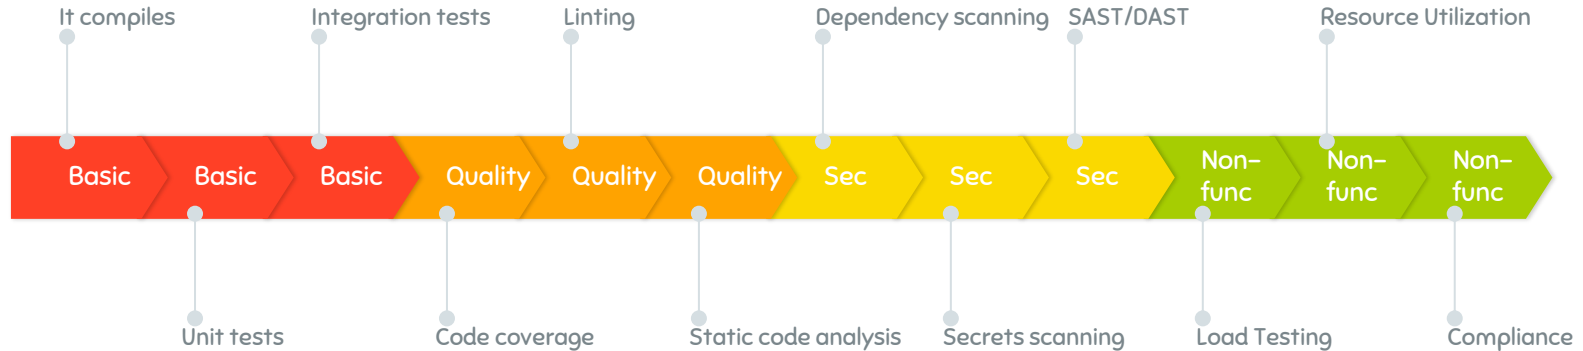 It compiles
Integration tests
Linting
Dependency scanning
SAST/DAST
Resource Utilization
Basic
Basic
Basic
Quality
Quality
Quality
Sec
Sec
Sec
Non-
func
Non-
func
Non-
func
Unit tests
Code coverage
Static code analysis
Secrets scanning
Load Testing
Compliance